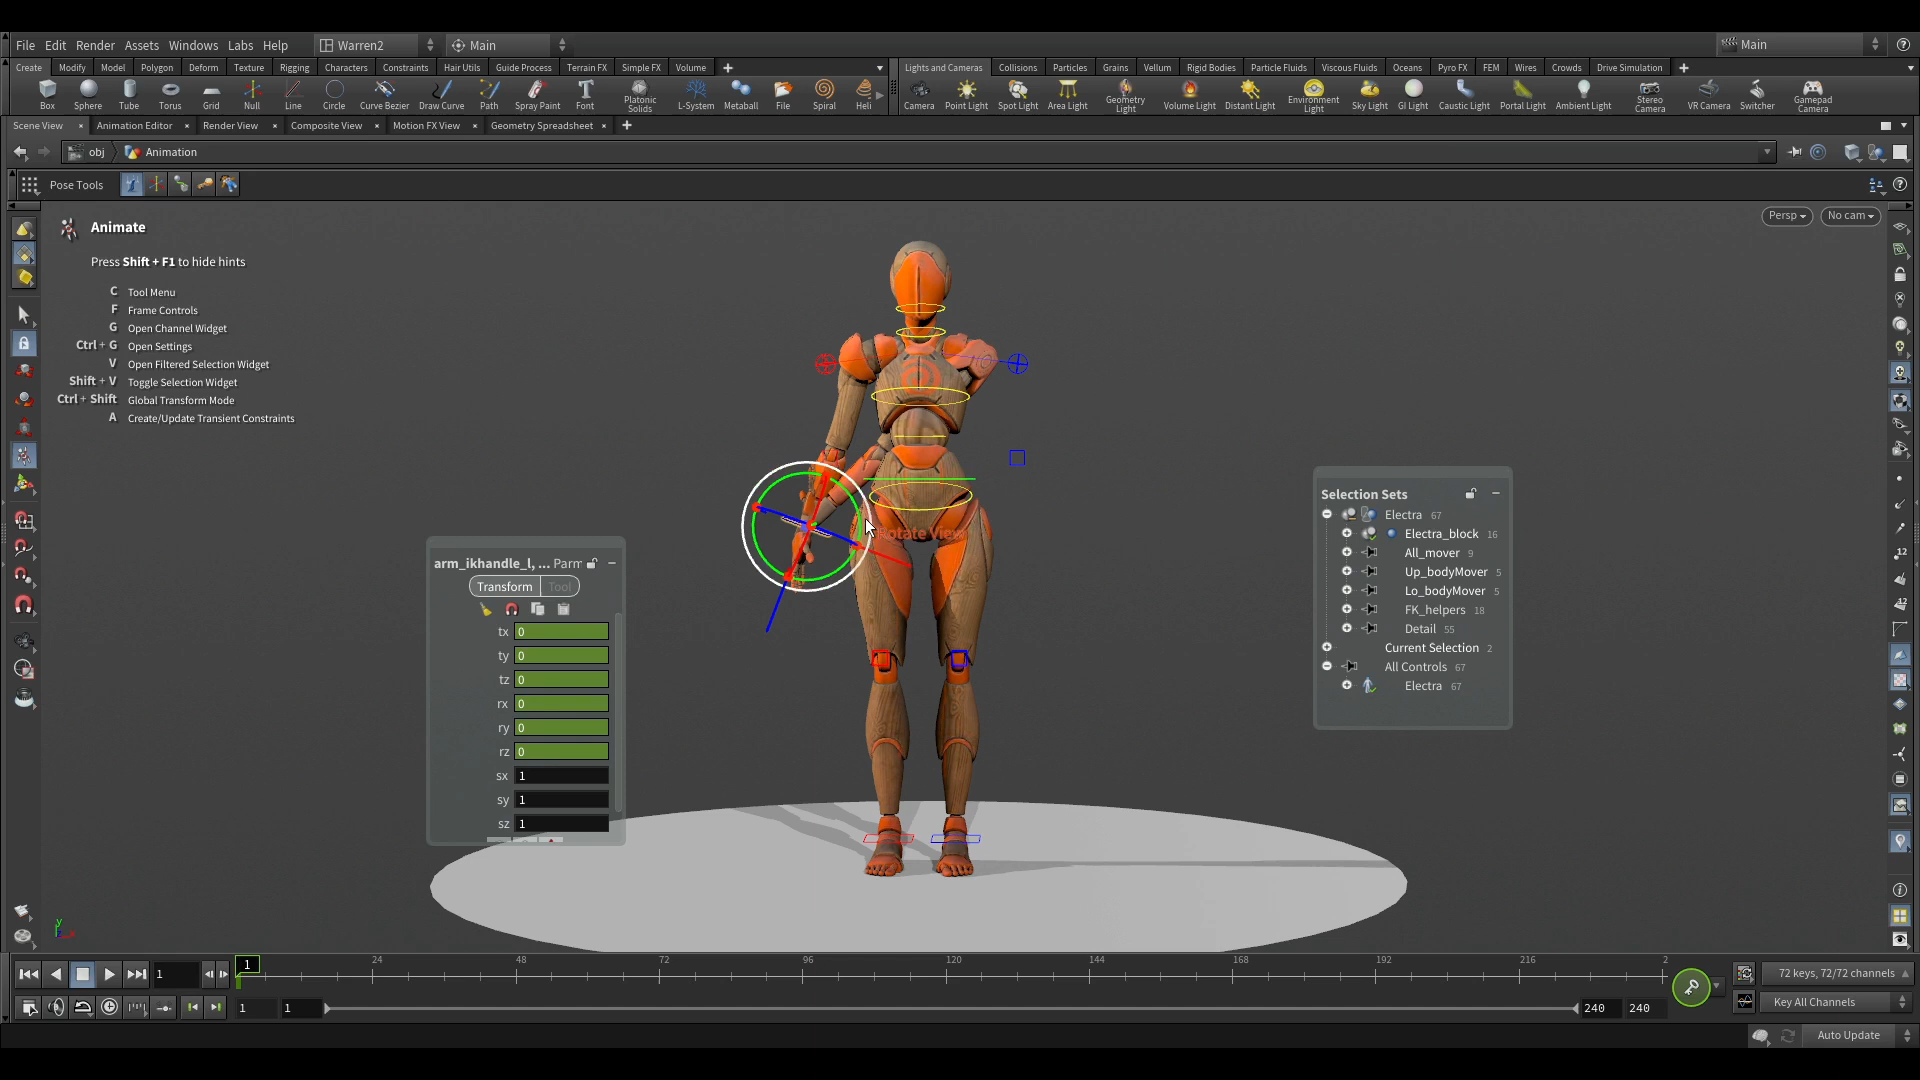 File Edit Render Assets Windows Labs Help Warren2 Main Main
Create Modify Model Polygon Deform Texture Rigging Characters Constraints Hair Utils Guide Process Terrain FX Simple FX Volume
Lights and Cameras Collisions Particles Grains Vellum Rigid Bodies Particle Fluids Viscous Fluids Oceans Pyro FX FEM Wires Crowds Drive Simulation
Box Sphere Tube Torus Grid Null Line Circle Curve Bezier Draw Curve Path Spray Paint Font Platonic Solids L-System Metaball File Spiral Heli
Camera Point Light Spot Light Area Light Geometry Light Volume Light Distant Light Environment Light Sky Light GI Light Caustic Light Portal Light Ambient Light Stereo Camera VR Camera Switcher Gamepad Camera
Scene View Animation Editor Render View Composite View Motion FX View Geometry Spreadsheet
obj Animation
Pose Tools
Persp No cam
Animate
Press Shift + F1 to hide hints
C Tool Menu
F Frame Controls
G Open Channel Widget
Ctrl + G Open Settings
V Open Filtered Selection Widget
Shift + V Toggle Selection Widget
Ctrl + Shift Global Transform Mode
A Create/Update Transient Constraints
Rotate View
arm_ikhandle_l, ... Parm
Transform Tool
tx 0
ty 0
tz 0
rx 0
ry 0
rz 0
sx 1
sy 1
sz 1
Selection Sets
Electra 67
Electra_block 16
All_mover 9
Up_bodyMover 5
Lo_bodyMover 5
FK_helpers 18
Detail 55
Current Selection 2
All Controls 67
Electra 67
12
12
y
1 1 24 48 72 96 120 144 168 192 216 2
72 keys, 72/72 channels
1 1 240 240
Key All Channels
Auto Update